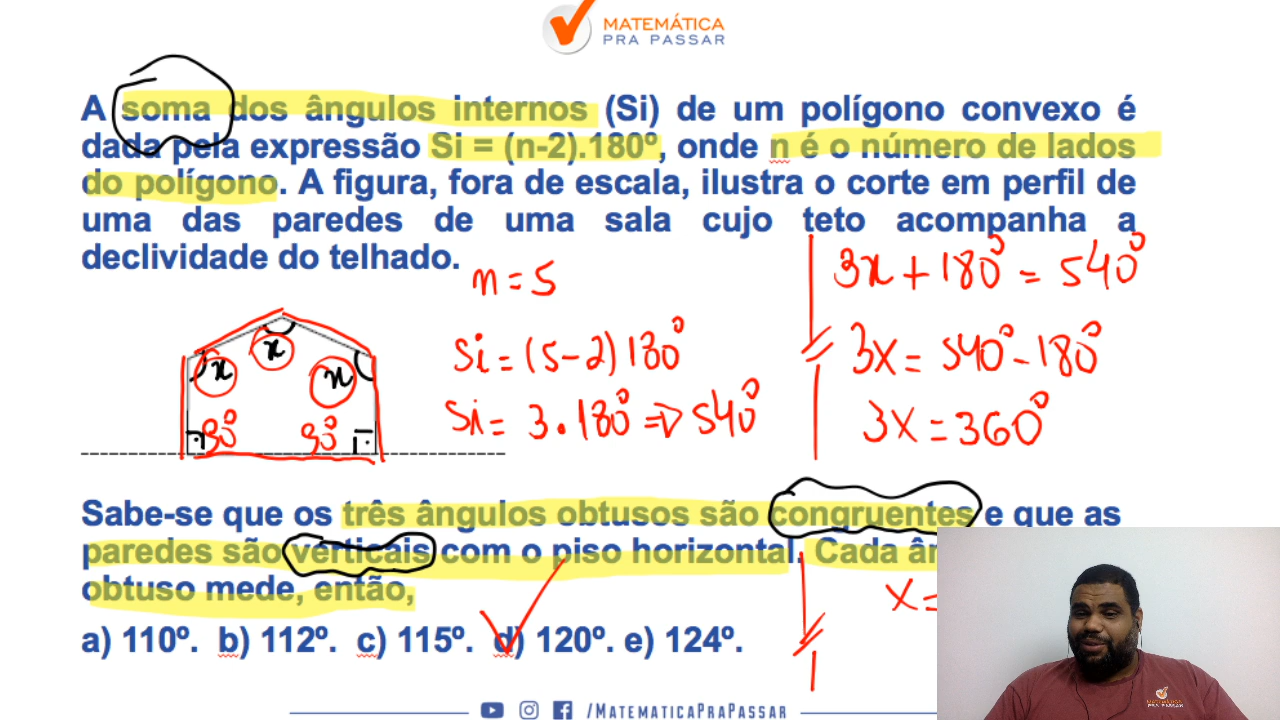 MATEMÁTICA
PRA PASSAR
A soma dos ângulos internos (Si) de um polígono convexo é
dada pela expressão Si = (n-2).180º, onde n é o número de lados
do polígono. A figura, fora de escala, ilustra o corte em perfil de
uma das paredes de uma sala cujo teto acompanha a
declividade do telhado.
n = 5
Si = (5-2) 180°
Si = 3 . 180° => 540°
3x + 180° = 540°
3x = 540° - 180°
3x = 360°
x
x
x
90°
90°
Sabe-se que os três ângulos obtusos são congruentes e que as
paredes são verticais com o piso horizontal. Cada
obtuso mede, então,
x =
a) 110º. b) 112º. c) 115º. d) 120º. e) 124º.
/MATEMATICAPRAPASSAR
MATEMÁTICA
PRA PASSAR